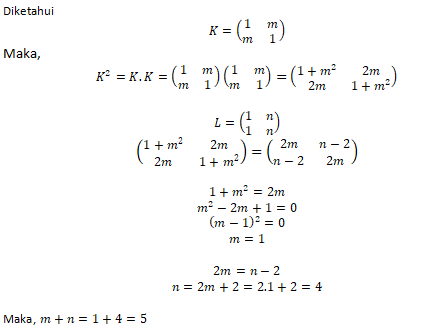 Diketahui
K = (1 m
m 1)
Maka,
K² = K.K = (1 m
m 1)(1 m
m 1) = (1 + m² 2m
2m 1 + m²)
L = (1 n
1 n)
(1 + m² 2m
2m 1 + m²) = (2m n − 2
n − 2 2m)
1 + m² = 2m
m² − 2m + 1 = 0
(m − 1)² = 0
m = 1
2m = n − 2
n = 2m + 2 = 2.1 + 2 = 4
Maka, m + n = 1 + 4 = 5